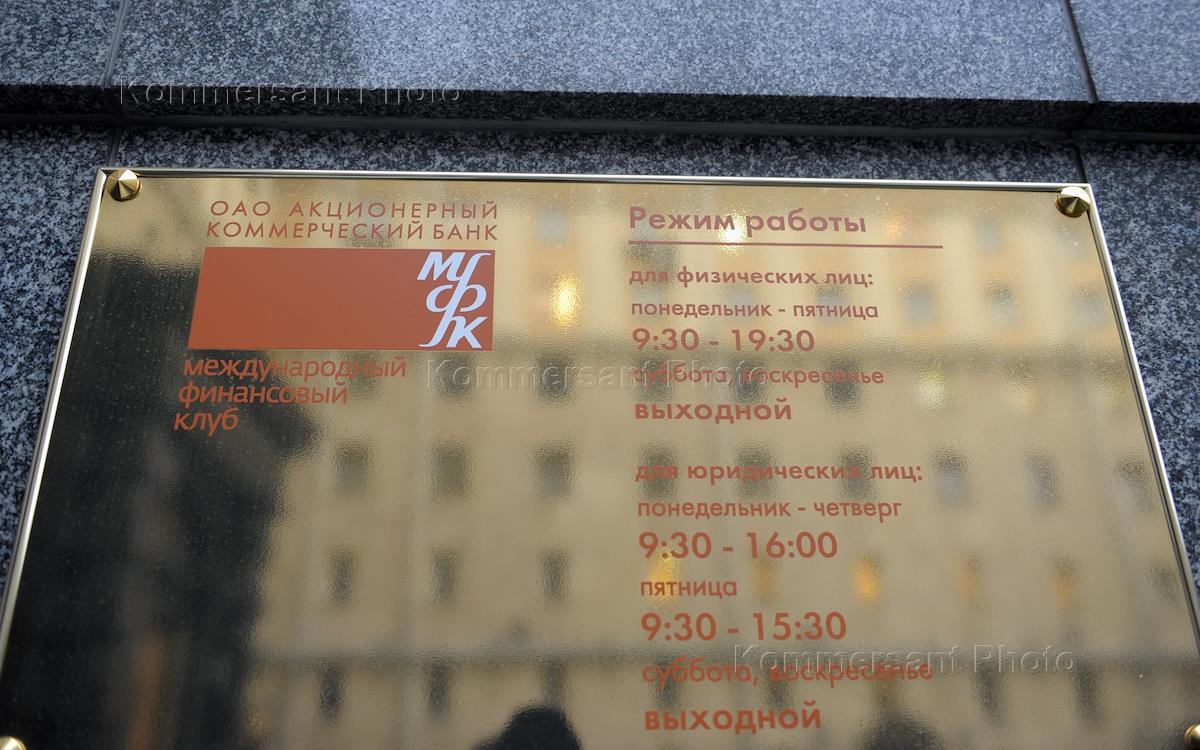 Kommersant Photo
ОАО АКЦИОНЕРНЫЙ
КОММЕРЧЕСКИЙ БАНК
МФК
международный
финансовый
клуб
Режим работы
для физических лиц:
понедельник - пятница
9:30 - 19:30
Kommersant Photo
суббота, воскресенье
выходной
для юридических лиц:
понедельник - четверг
9:30 - 16:00
пятница
9:30 - 15:30
Kommersant Photo
суббота, воскресенье
выходной